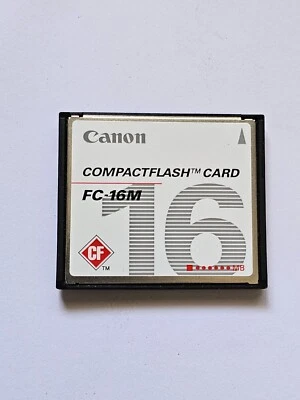 Canon
COMPACTFLASH™ CARD
FC-16M
16
CF
TM
MB